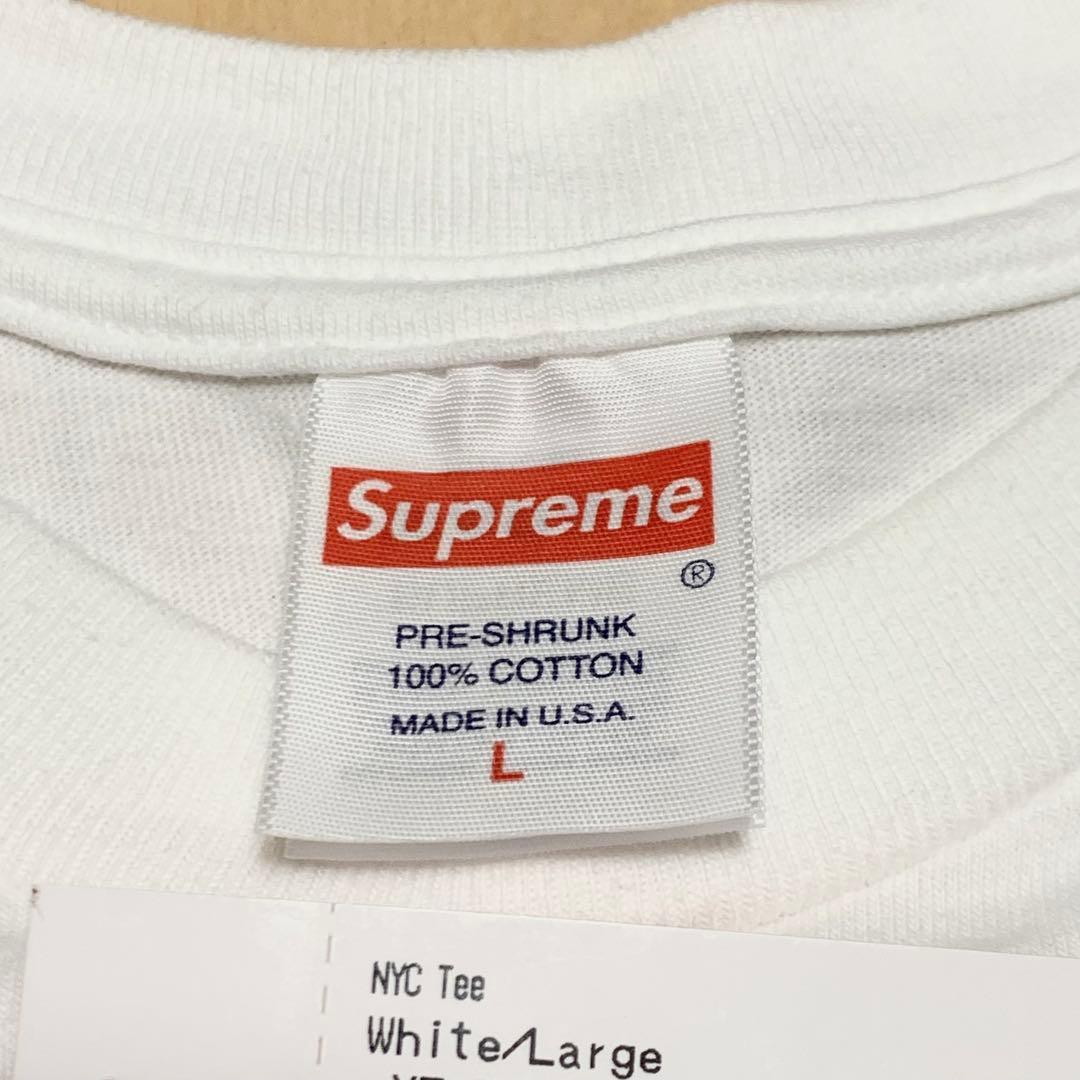 Supreme
®
PRE-SHRUNK
100% COTTON
MADE IN U.S.A.
L
NYC Tee
White/Large